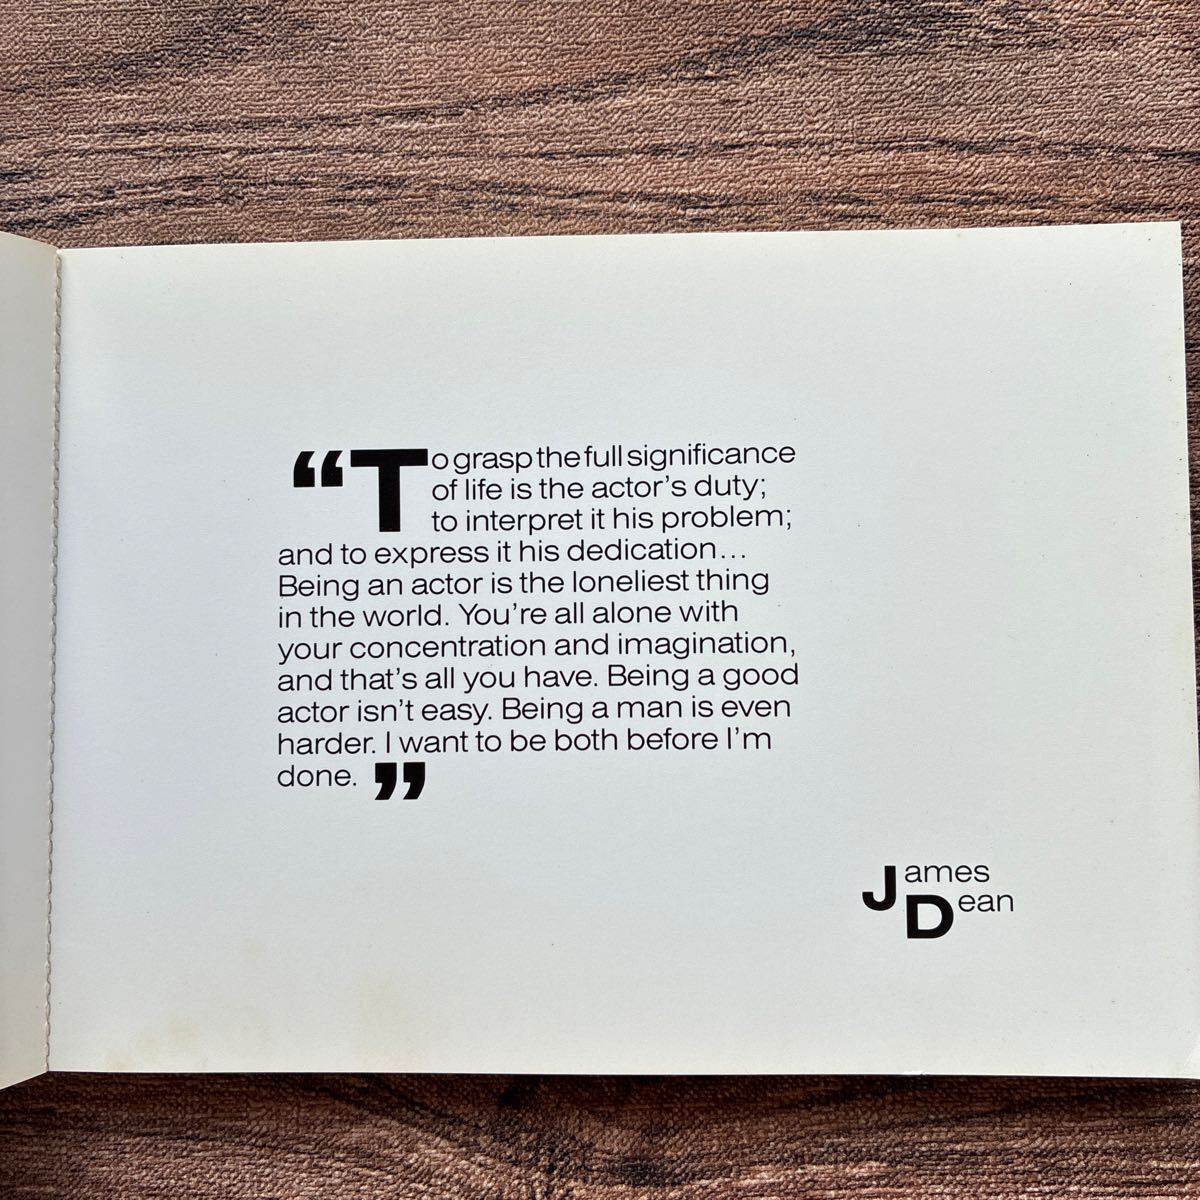 “To grasp the full significance
of life is the actor's duty;
to interpret it his problem;
and to express it his dedication...
Being an actor is the loneliest thing
in the world. You're all alone with
your concentration and imagination,
and that's all you have. Being a good
actor isn't easy. Being a man is even
harder. I want to be both before I'm
done. ”
James
Dean